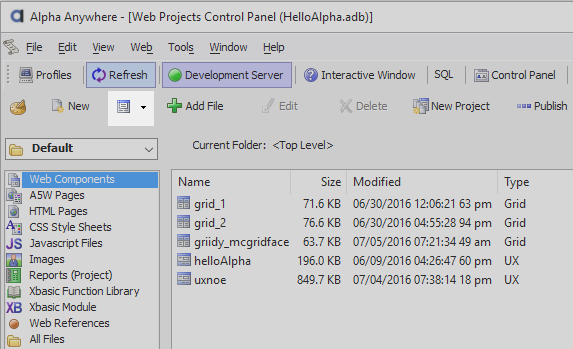 Alpha Anywhere - [Web Projects Control Panel (HelloAlpha.adb)]
File Edit View Web Tools Window Help
Profiles Refresh Development Server Interactive Window SQL Control Panel
New Add File Edit Delete New Project Publish
Default Current Folder: <Top Level>
Web Components
A5W Pages
HTML Pages
CSS Style Sheets
JS Javascript Files
Images
Reports (Project)
Xbasic Function Library
XB Xbasic Module
Web References
All Files
Name Size Modified Type
grid_1 71.6 KB 06/30/2016 12:06:21 63 pm Grid
grid_2 76.6 KB 06/30/2016 04:55:28 94 pm Grid
griidy_mcgridface 63.7 KB 07/05/2016 07:21:34 49 am Grid
helloAlpha 196.0 KB 06/09/2016 04:26:47 60 pm UX
uxnoe 849.7 KB 07/04/2016 07:38:14 18 pm UX